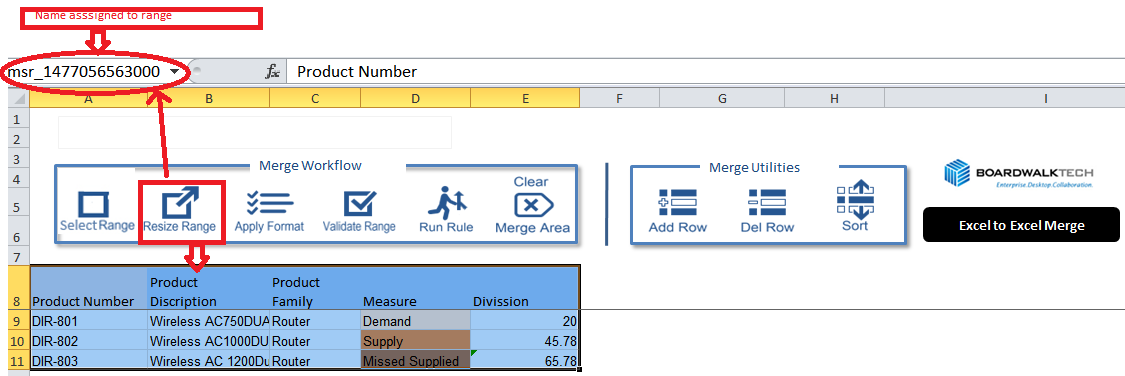 Name asssigned to range
msr_1477056563000
fx
Product Number
A B C D E F G H I
1
2
3
Merge Workflow
Merge Utilities
4
Clear
BOARDWALKTECH
Enterprise.Desktop.Collaboration.
5
Select Range Resize Range Apply Format Validate Range Run Rule Merge Area
Add Row Del Row Sort
Excel to Excel Merge
6
7
8 Product Number Product Discription Product Family Measure Divission
9 DIR-801 Wireless AC750DUA Router Demand 20
10 DIR-802 Wireless AC1000DU Router Supply 45.78
11 DIR-803 Wireless AC 1200Du Router Missed Supplied 65.78